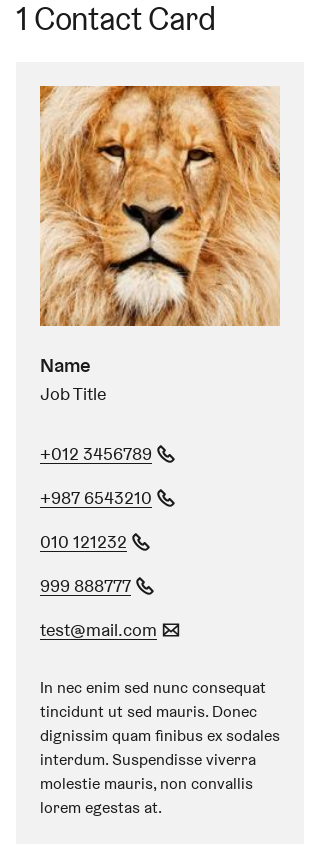 1 Contact Card
Name
Job Title
+012 3456789
+987 6543210
010 121232
999 888777
test@mail.com
In nec enim sed nunc consequat
tincidunt ut sed mauris. Donec
dignissim quam finibus ex sodales
interdum. Suspendisse viverra
molestie mauris, non convallis
lorem egestas at.